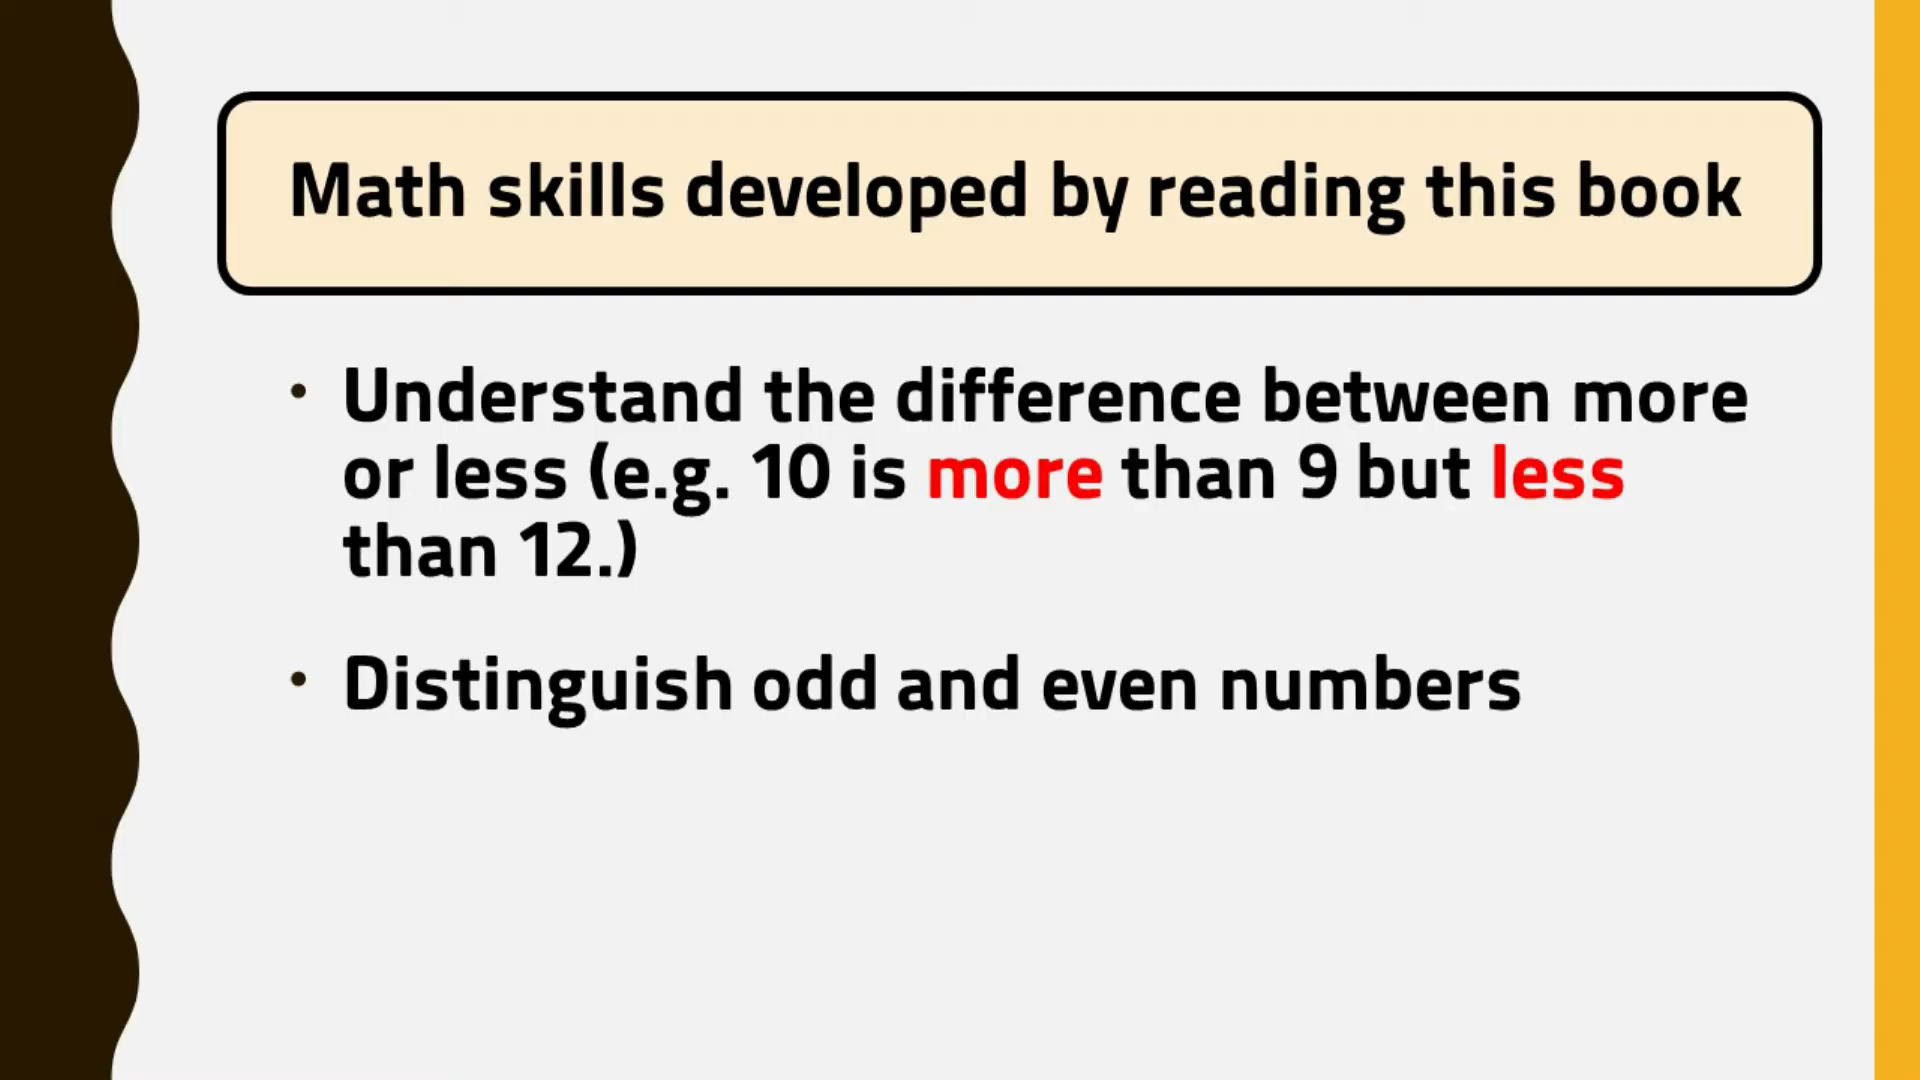 Math skills developed by reading this book
• Understand the difference between more
or less (e.g. 10 is more than 9 but less
than 12.)
• Distinguish odd and even numbers